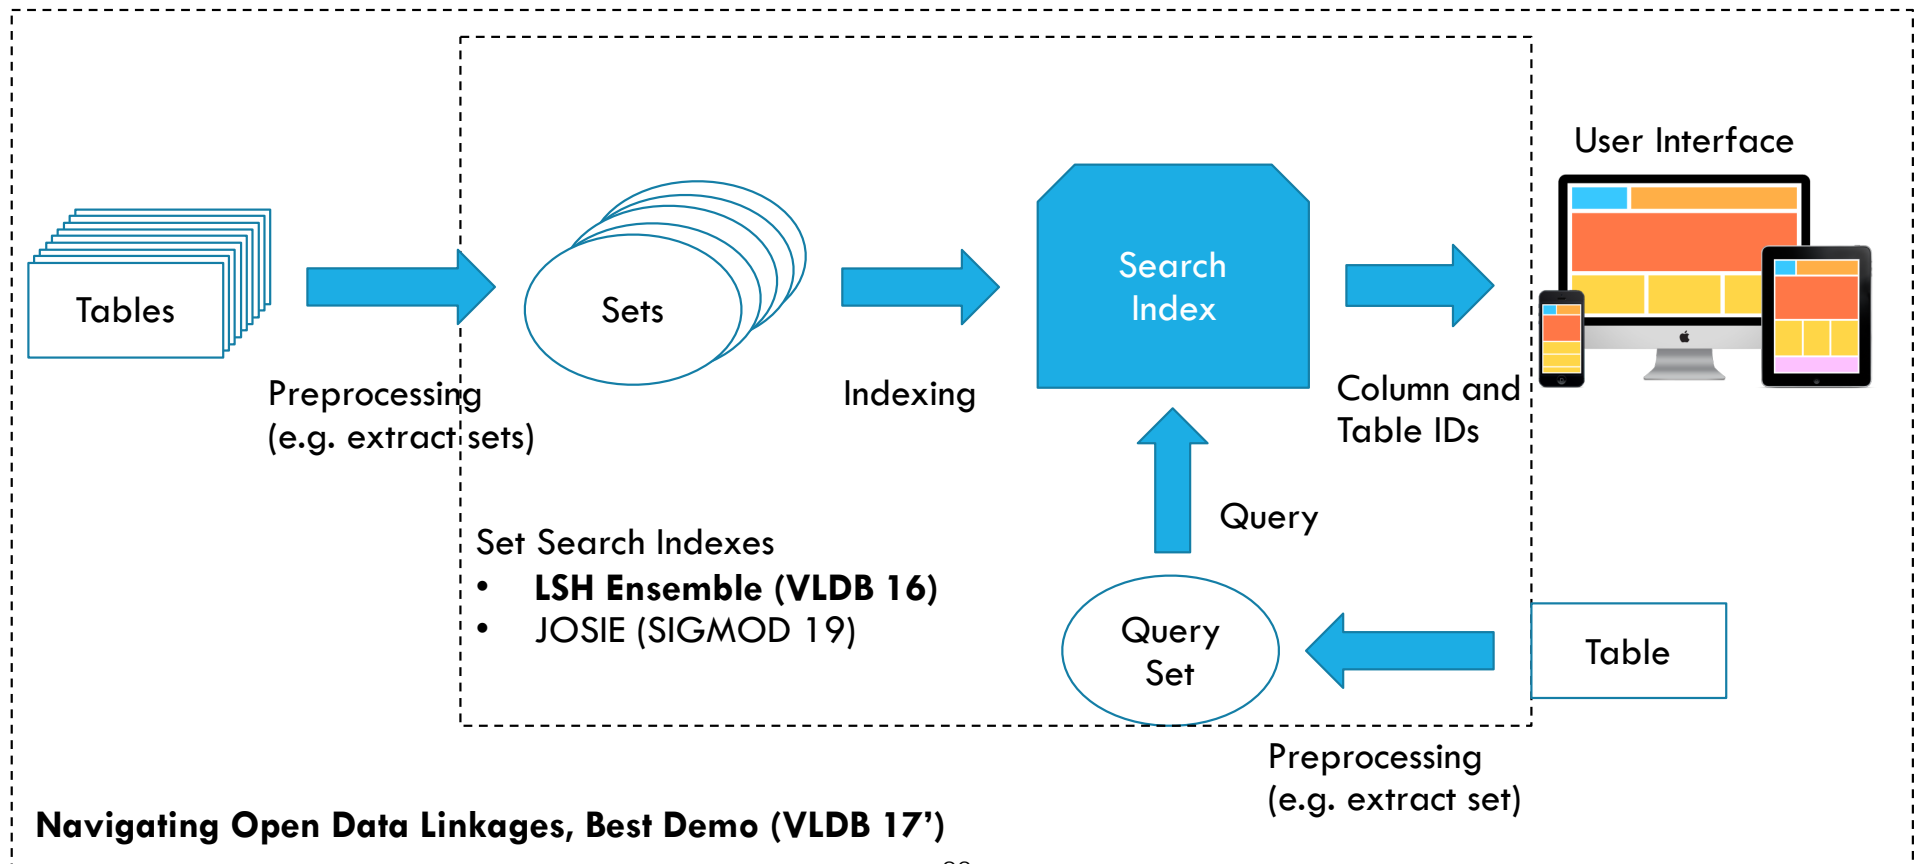 User Interface
Tables
Sets
Search
Index
Preprocessing
(e.g. extract sets)
Indexing
Column and
Table IDs
Query
Set Search Indexes
• LSH Ensemble (VLDB 16)
• JOSIE (SIGMOD 19)
Query
Set
Table
Preprocessing
(e.g. extract set)
Navigating Open Data Linkages, Best Demo (VLDB 17')